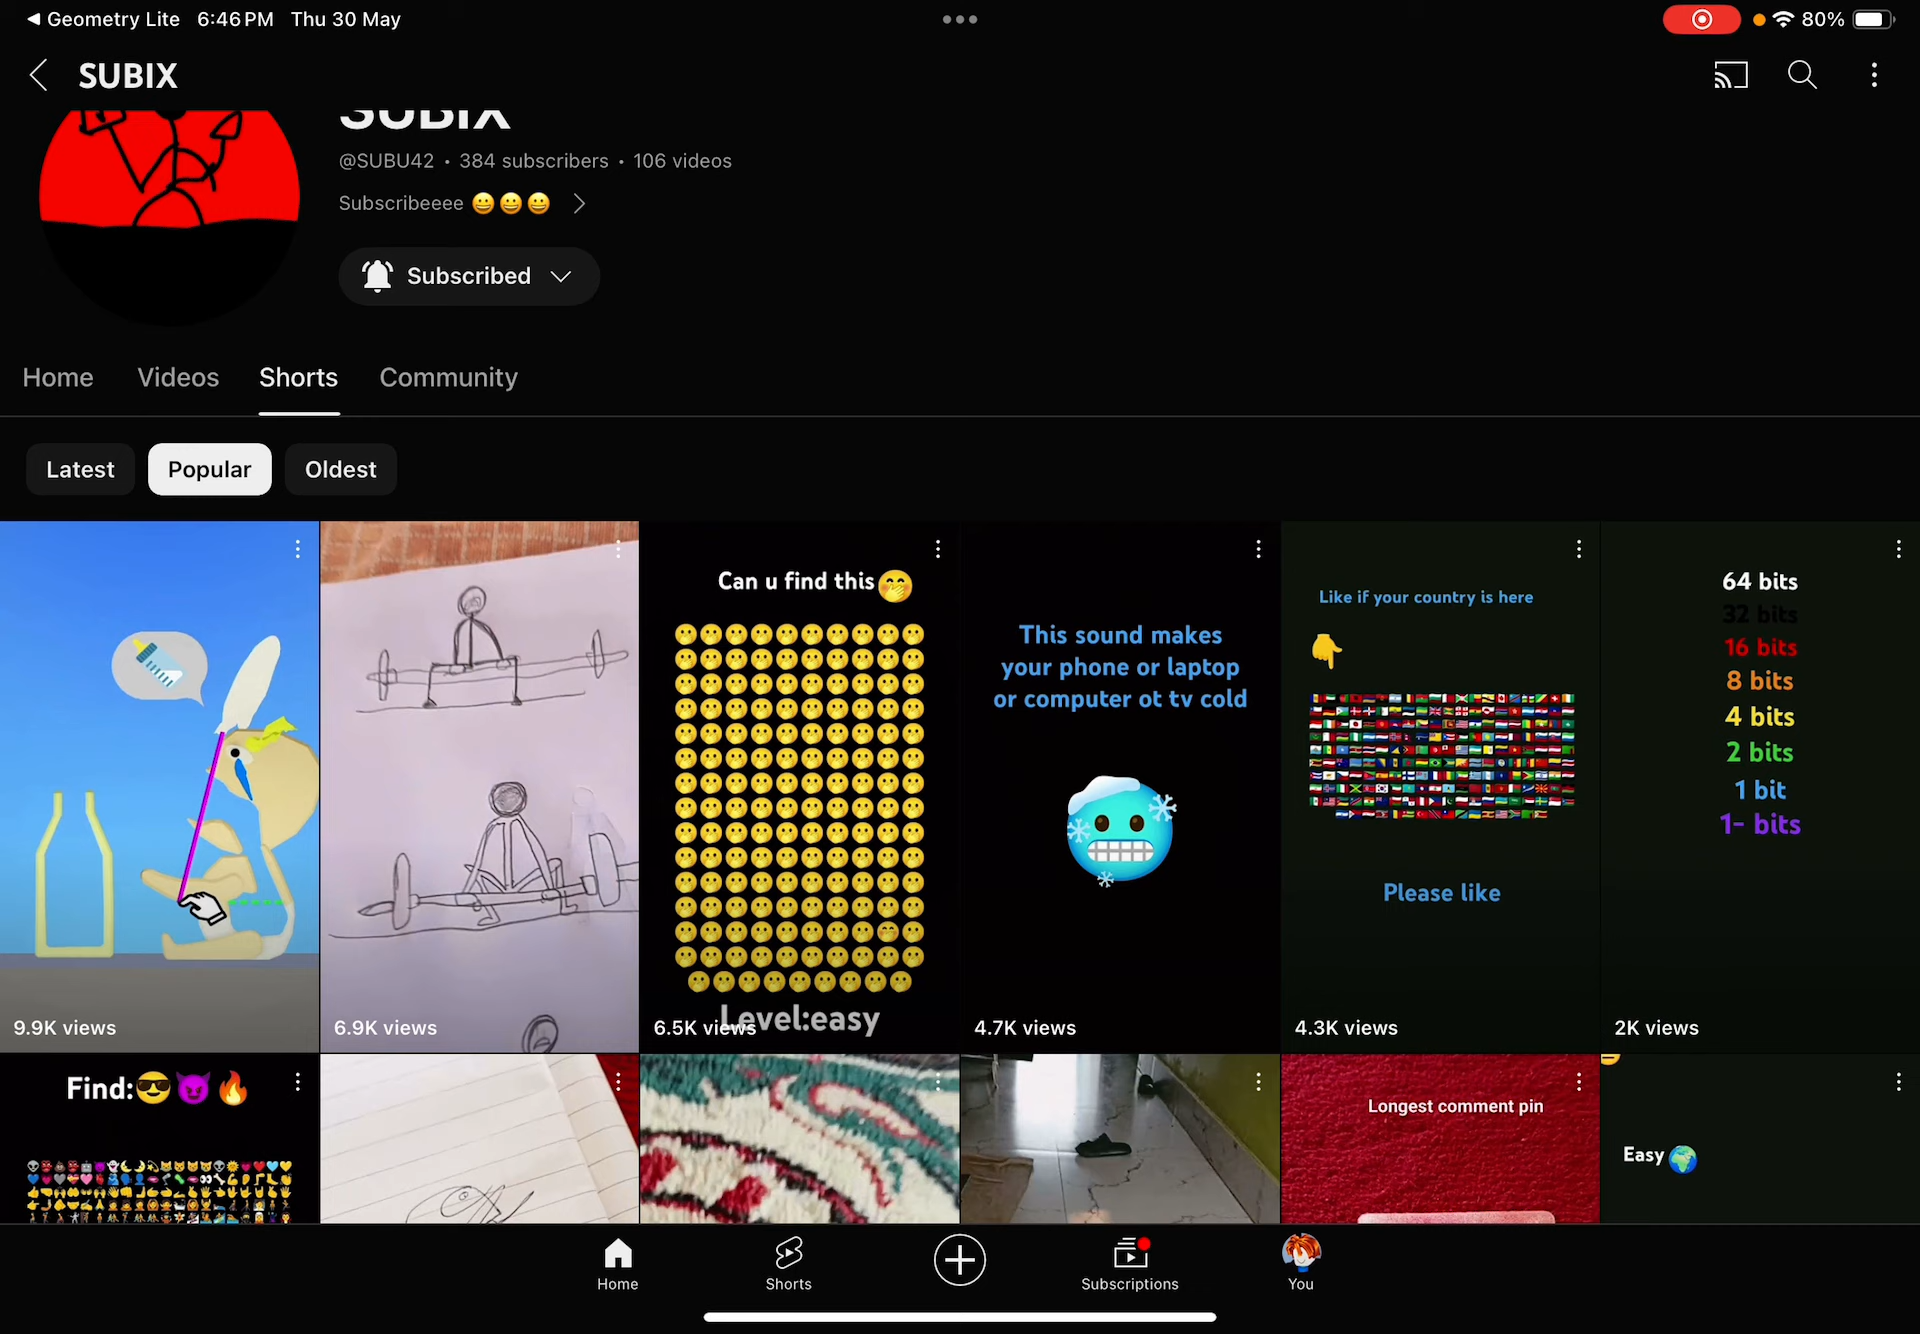 Geometry Lite 6:46 PM Thu 30 May
80%
SUBIX
SUBIX
@SUBU42 • 384 subscribers • 106 videos
Subscribeeee 😀😀😀
Subscribed
Home Videos Shorts Community
Latest Popular Oldest
9.9K views
6.9K views
Can u find this🤭
Level:easy
6.5K views
This sound makes
your phone or laptop
or computer ot tv cold
4.7K views
Like if your country is here
Please like
4.3K views
64 bits
32 bits
16 bits
8 bits
4 bits
2 bits
1 bit
1- bits
2K views
Find:😎😈🔥
Longest comment pin
Easy 🌍
Home
Shorts
Subscriptions
You